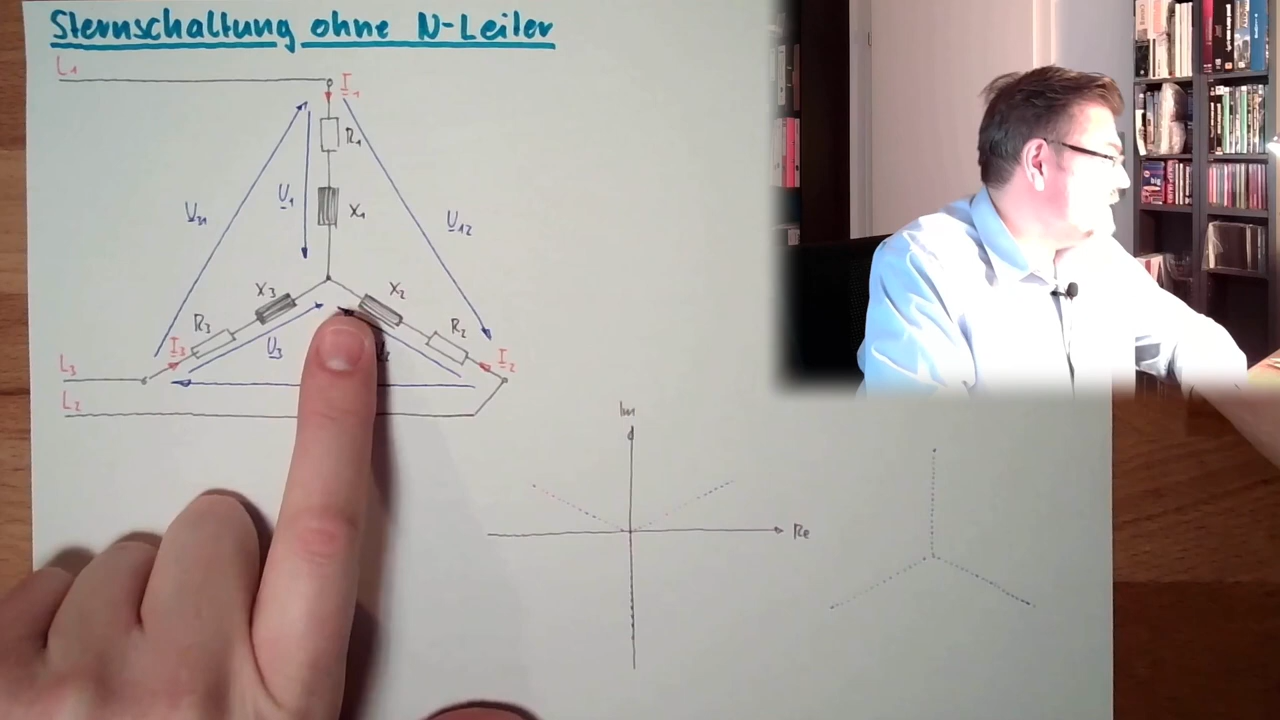 Sternschaltung ohne N-Leiter
L1
I1
R1
U31
U1
X1
U12
X3
X2
R3
R2
I3
U3
I2
L3
L2
Im
Re
big